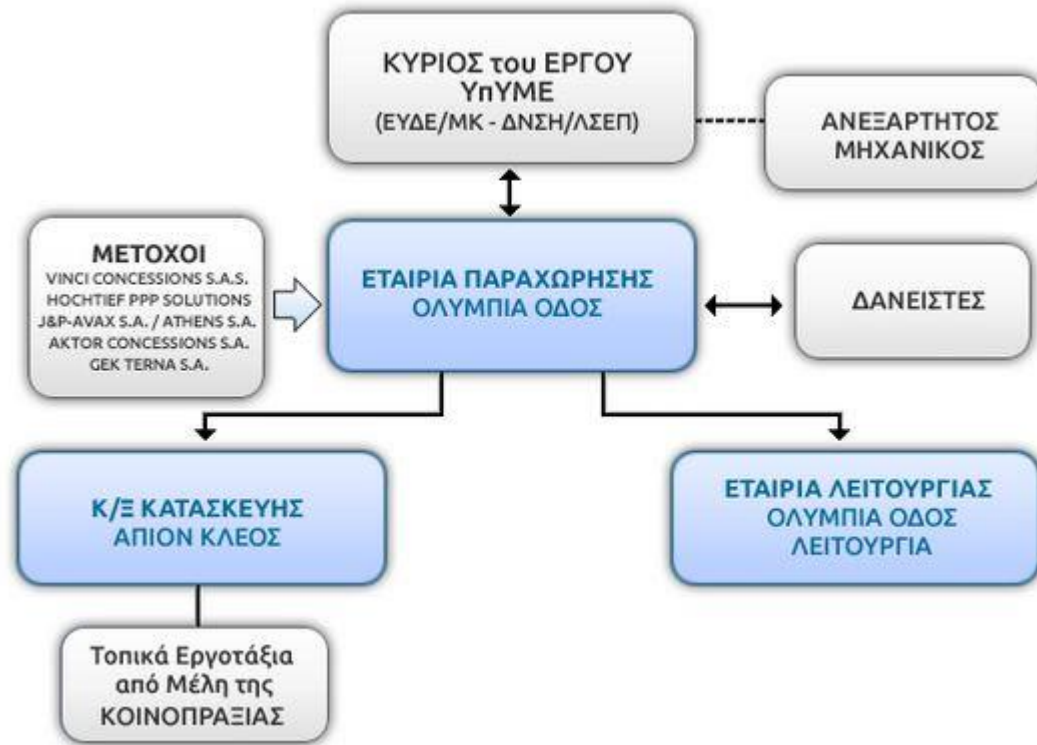 ΚΥΡΙΟΣ του ΕΡΓΟΥ
ΥπΥΜΕ
(ΕΥΔΕ/ΜΚ - ΔΝΣΗ/ΛΣΕΠ)
ΑΝΕΞΑΡΤΗΤΟΣ
ΜΗΧΑΝΙΚΟΣ
ΜΕΤΟΧΟΙ
VINCI CONCESSIONS S.A.S.
HOCHTIEF PPP SOLUTIONS
J&P-AVAX S.A. / ATHENS S.A.
AKTOR CONCESSIONS S.A.
GEK TERNA S.A.
ΕΤΑΙΡΙΑ ΠΑΡΑΧΩΡΗΣΗΣ
ΟΛΥΜΠΙΑ ΟΔΟΣ
ΔΑΝΕΙΣΤΕΣ
Κ/Ξ ΚΑΤΑΣΚΕΥΗΣ
ΑΠΙΟΝ ΚΛΕΟΣ
ΕΤΑΙΡΙΑ ΛΕΙΤΟΥΡΓΙΑΣ
ΟΛΥΜΠΙΑ ΟΔΟΣ
ΛΕΙΤΟΥΡΓΙΑ
Τοπικά Εργοτάξια
από Μέλη της
ΚΟΙΝΟΠΡΑΞΙΑΣ